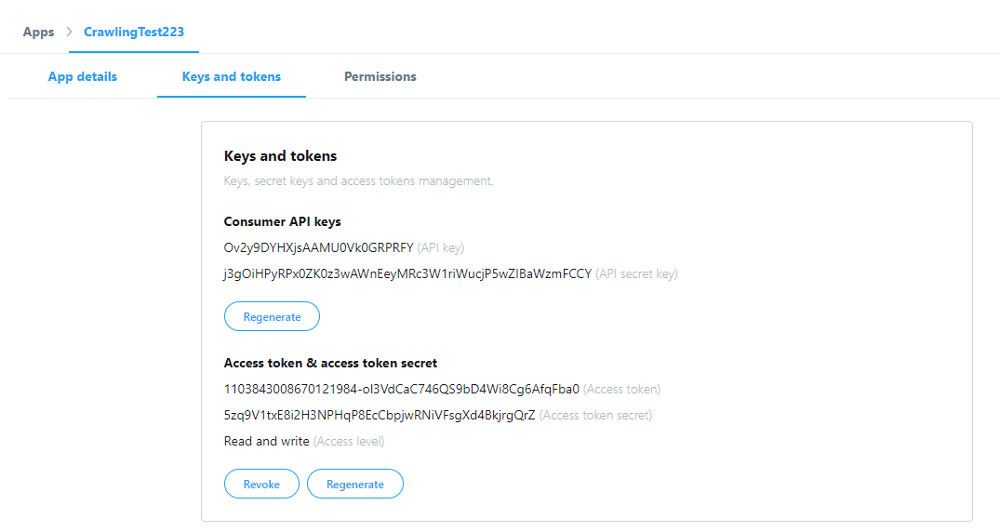 Apps > CrawlingTest223
App details Keys and tokens Permissions
Keys and tokens
Keys, secret keys and access tokens management.
Consumer API keys
Ov2y9DYHXjsAAMU0Vk0GRPRFY (API key)
j3gOiHPyRPx0ZK0z3wAWnEeyMRc3W1riWucjP5wZIBaWzmFCCY (API secret key)
Regenerate
Access token & access token secret
1103843008670121984-oI3VdCaC746QS9bD4Wi8Cg6AfqFba0 (Access token)
5zq9V1txE8i2H3NPHqP8EcCbpjwRNiVFsgXd4BkjrgQrZ (Access token secret)
Read and write (Access level)
Revoke Regenerate